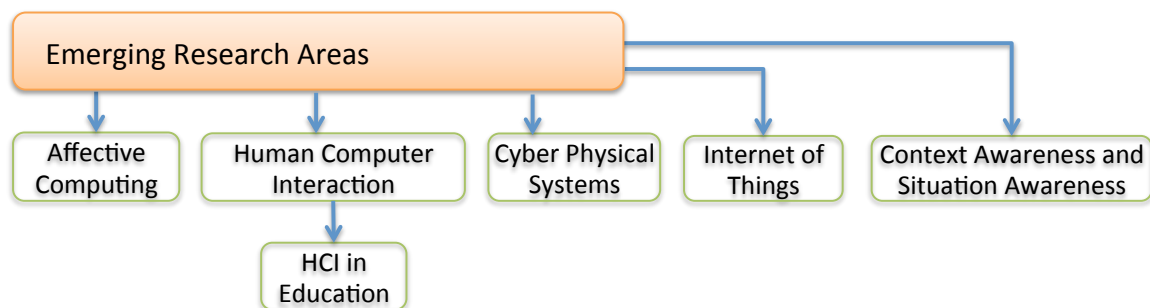 Emerging Research Areas
Affective
Computing
Human Computer
Interaction
Cyber Physical
Systems
Internet of
Things
Context Awareness and
Situation Awareness
HCI in
Education